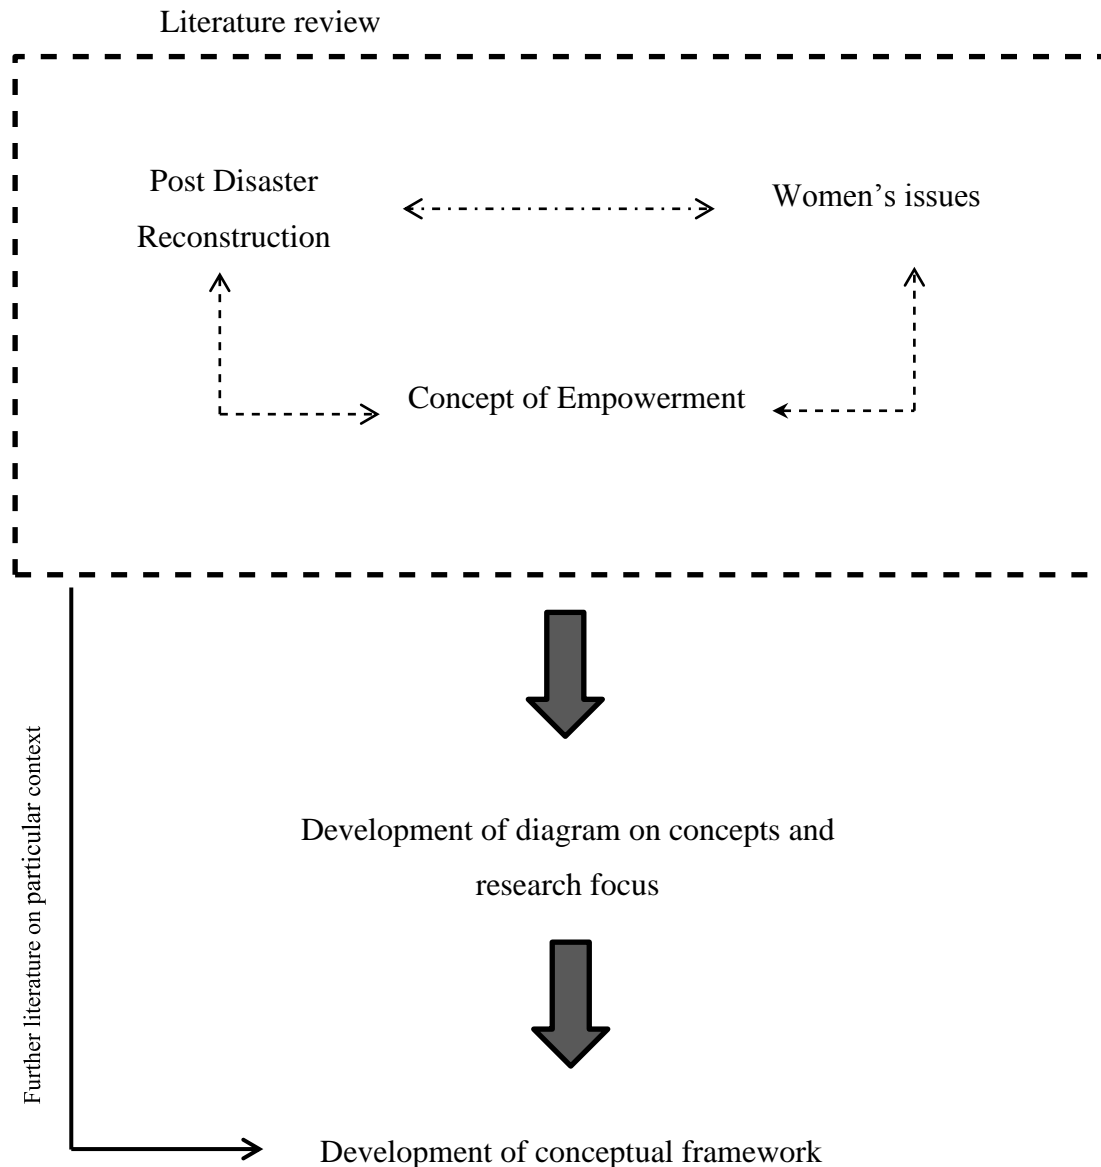 Literature review
Post Disaster
Reconstruction
Women’s issues
Concept of Empowerment
Further literature on particular context
Development of diagram on concepts and
research focus
Development of conceptual framework